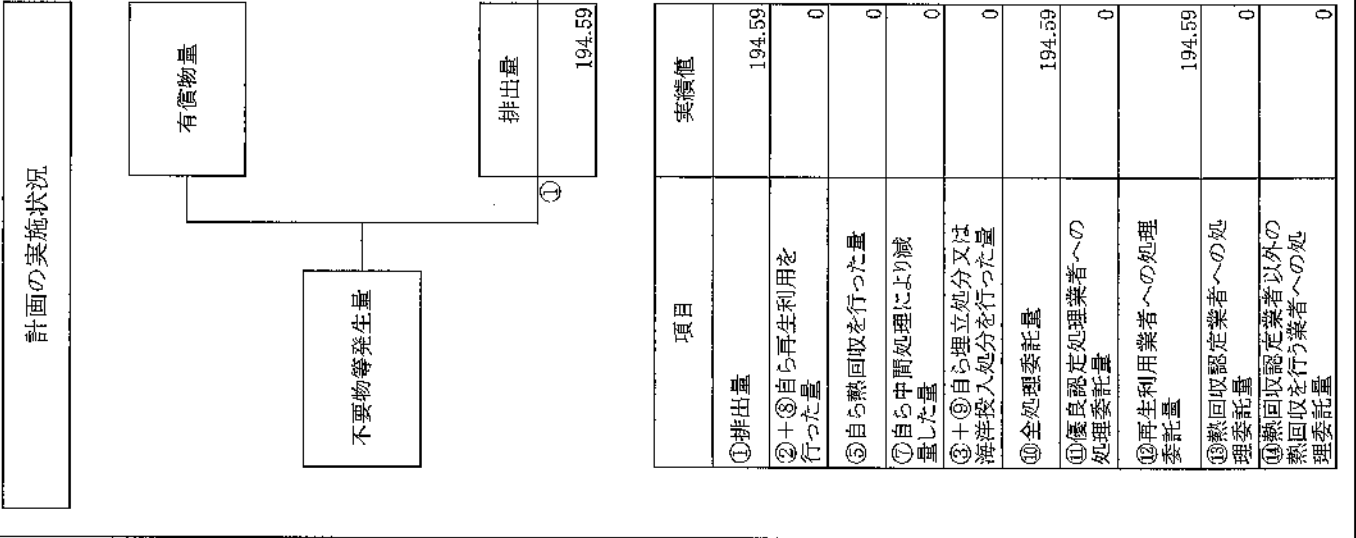 計画の実施状況
有償物量
不要物等発生量
排出量
194.59
①
項目
実績値
①排出量
194.59
②+⑧自ら再生利用を
行った量
0
⑤自ら熱回収を行った量
0
⑦自ら中間処理により減
量した量
0
③+⑨自ら埋立処分又は
海洋投入処分を行った量
0
⑩全処理委託量
194.59
⑪優良認定処理業者への
処理委託量
0
⑫再生利用業者への処理
委託量
194.59
⑬熱回収認定業者への処
理委託量
0
⑭熱回収認定業者以外の
熱回収を行う業者への処
理委託量
0